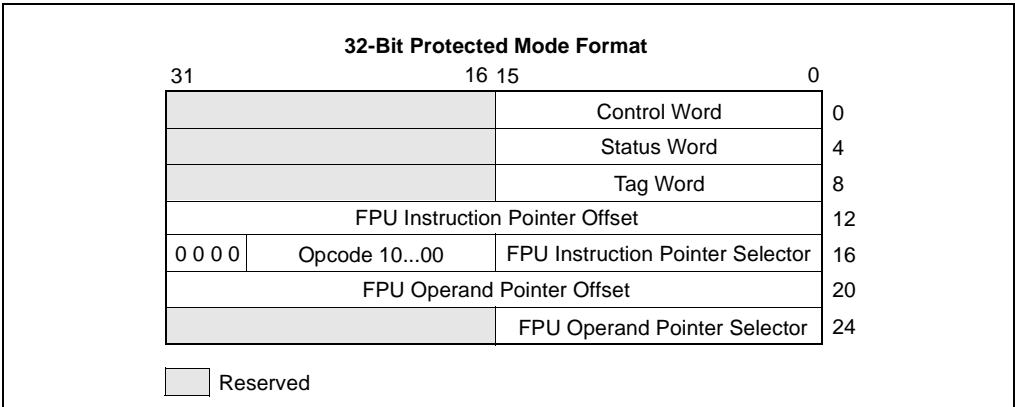 32-Bit Protected Mode Format
31 16 15 0
Control Word 0
Status Word 4
Tag Word 8
FPU Instruction Pointer Offset 12
0 0 0 0 Opcode 10...00 FPU Instruction Pointer Selector 16
FPU Operand Pointer Offset 20
FPU Operand Pointer Selector 24
Reserved